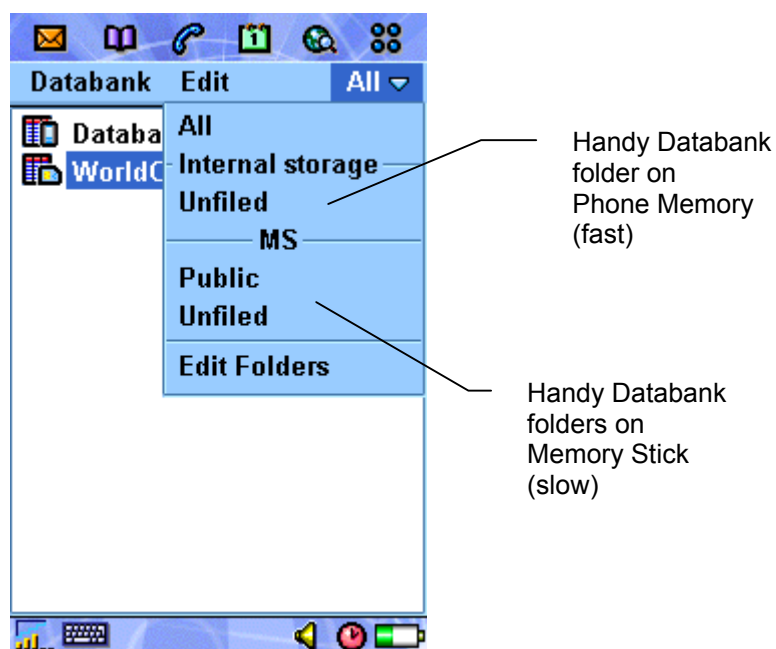 1
Databank Edit All
Databa
WorldC
All
Internal storage
Unfiled
MS
Public
Unfiled
Edit Folders
Handy Databank
folder on
Phone Memory
(fast)
Handy Databank
folders on
Memory Stick
(slow)